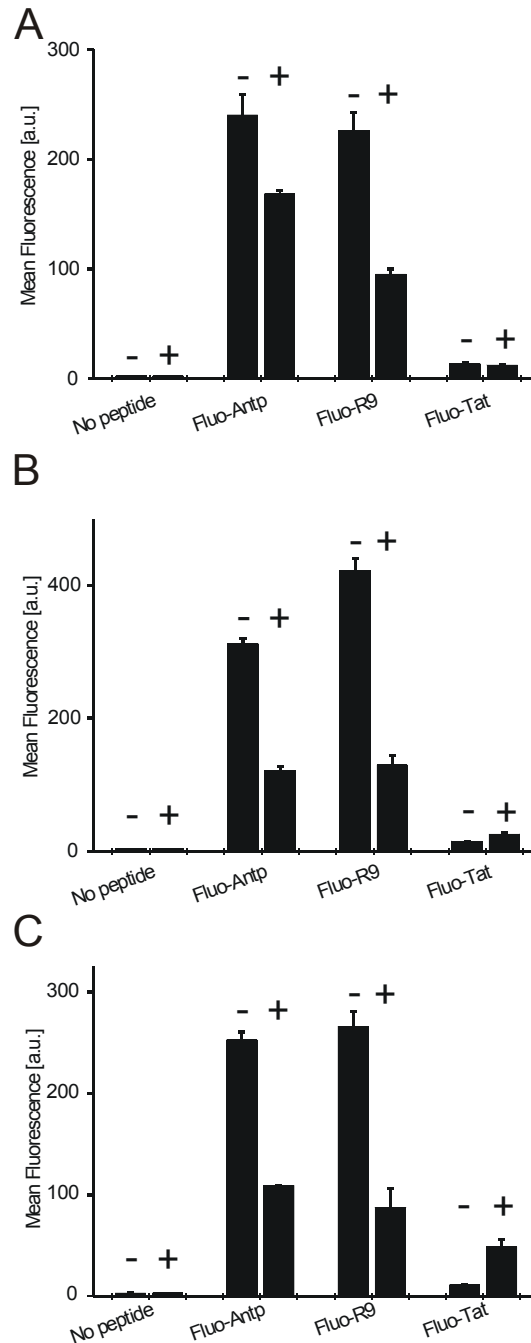 A
Mean Fluorescence [a.u.]
300
200
100
0
- + - + - + - +
No peptide Fluo-Antp Fluo-R9 Fluo-Tat
B
Mean Fluorescence [a.u.]
400
200
0
- + - + - + - +
No peptide Fluo-Antp Fluo-R9 Fluo-Tat
C
Mean Fluorescence [a.u.]
300
200
100
0
- + - + - + - +
No peptide Fluo-Antp Fluo-R9 Fluo-Tat